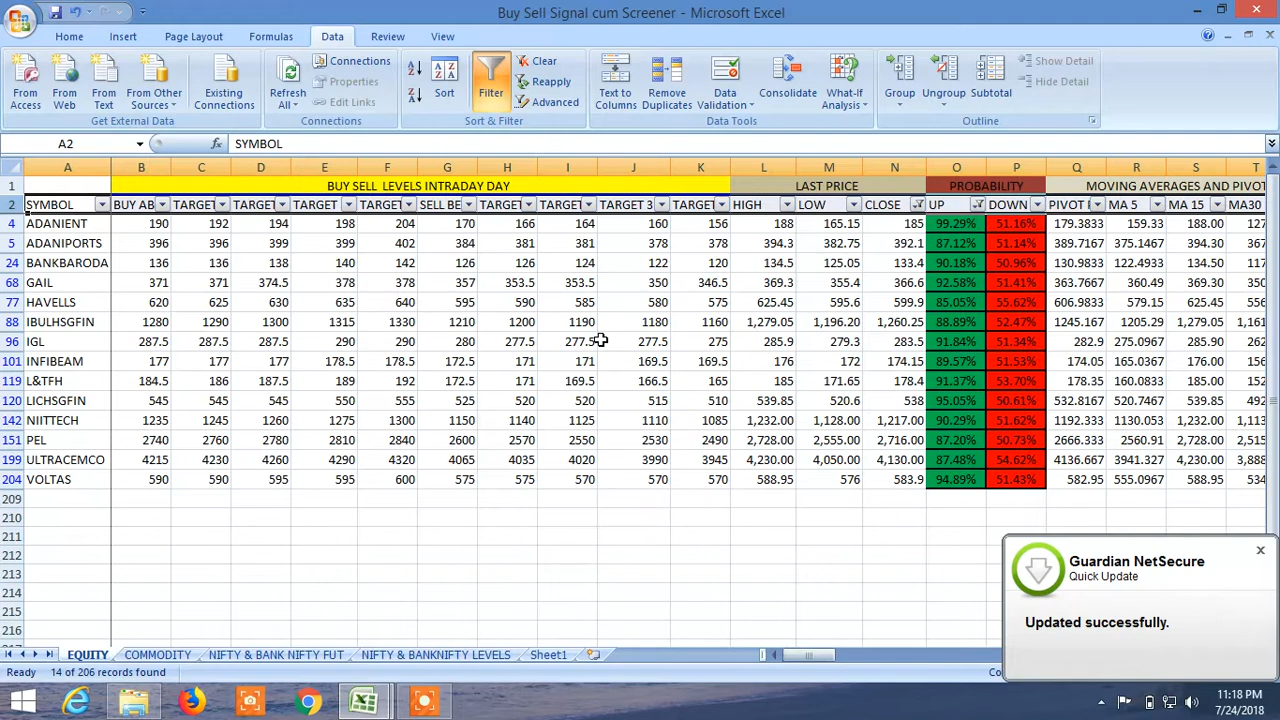 Buy Sell Signal cum Screener - Microsoft Excel
Home Insert Page Layout Formulas Data Review View
From Access From Web From Text From Other Sources Existing Connections Refresh All Connections Properties Edit Links Sort Filter Clear Reapply Advanced Text to Columns Remove Duplicates Data Validation Consolidate What-If Analysis Group Ungroup Subtotal Show Detail Hide Detail
Get External Data Connections Sort & Filter Data Tools Outline
A2 fx SYMBOL
A B C D E F G H I J K L M N O P Q R S T
1 BUY SELL LEVELS INTRADAY DAY LAST PRICE PROBABILITY MOVING AVERAGES AND PIVOT
2 SYMBOL BUY AB TARGET TARGET TARGET TARGET SELL BE TARGET TARGET TARGET 3 TARGET HIGH LOW CLOSE UP DOWN PIVOT MA 5 MA 15 MA30
4 ADANIENT 190 192 194 198 204 170 166 164 160 156 188 165.15 185 99.29% 51.16% 179.3833 159.33 188.00 127
5 ADANIPORTS 396 396 399 399 402 384 381 381 378 378 394.3 382.75 392.1 87.12% 51.14% 389.7167 375.1467 394.30 367
24 BANKBARODA 136 136 138 140 142 126 126 124 122 120 134.5 125.05 133.4 90.18% 50.96% 130.9833 122.4933 134.50 117
68 GAIL 371 371 374.5 378 378 357 353.5 353.5 350 346.5 369.3 355.4 366.6 92.58% 51.41% 363.7667 360.49 369.30 350
77 HAVELLS 620 625 630 635 640 595 590 585 580 575 625.45 595.6 599.9 85.05% 55.62% 606.9833 579.15 625.45 556
88 IBULHSGFIN 1280 1290 1300 1315 1330 1210 1200 1190 1180 1160 1,279.05 1,196.20 1,260.25 88.89% 52.47% 1245.167 1205.29 1,279.05 1,161
96 IGL 287.5 287.5 287.5 290 290 280 277.5 277.5 277.5 275 285.9 279.3 283.5 91.84% 51.34% 282.9 275.0967 285.90 262
101 INFIBEAM 177 177 177 178.5 178.5 172.5 171 171 169.5 169.5 176 172 174.15 89.57% 51.53% 174.05 165.0367 176.00 158
119 L&TFH 184.5 186 187.5 189 192 172.5 171 169.5 166.5 165 185 171.65 178.4 91.37% 53.70% 178.35 160.0833 185.00 152
120 LICHSGFIN 545 545 545 550 555 525 520 520 515 510 539.85 520.6 538 95.05% 50.61% 532.8167 520.7467 539.85 492
142 NIITTECH 1235 1245 1260 1275 1300 1150 1140 1125 1110 1085 1,232.00 1,128.00 1,217.00 90.29% 51.62% 1192.333 1130.053 1,232.00 1,113
151 PEL 2740 2760 2780 2810 2840 2600 2570 2550 2530 2490 2,728.00 2,555.00 2,716.00 87.20% 50.73% 2666.333 2560.91 2,728.00 2,515
199 ULTRACEMCO 4215 4230 4260 4290 4320 4065 4035 4020 3990 3945 4,230.00 4,050.00 4,130.00 87.48% 54.62% 4136.667 3941.327 4,230.00 3,888
204 VOLTAS 590 590 595 595 600 575 575 570 570 570 588.95 576 583.9 94.89% 51.43% 582.95 555.0967 588.95 534
209
210
211
212
213
214
215
216
Guardian NetSecure
Quick Update
Updated successfully.
EQUITY COMMODITY NIFTY & BANK NIFTY FUT NIFTY & BANKNIFTY LEVELS Sheet1
Ready 14 of 206 records found
11:18 PM
7/24/2018